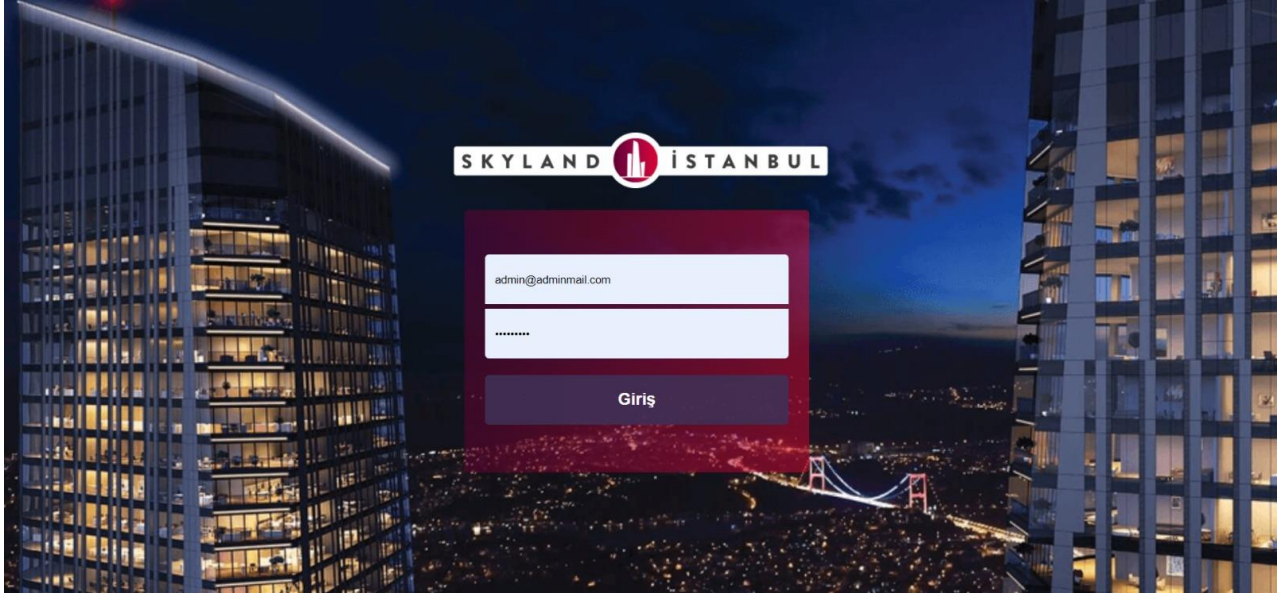 SKYLAND İSTANBUL
admin@adminmail.com
•••••••••
Giriş